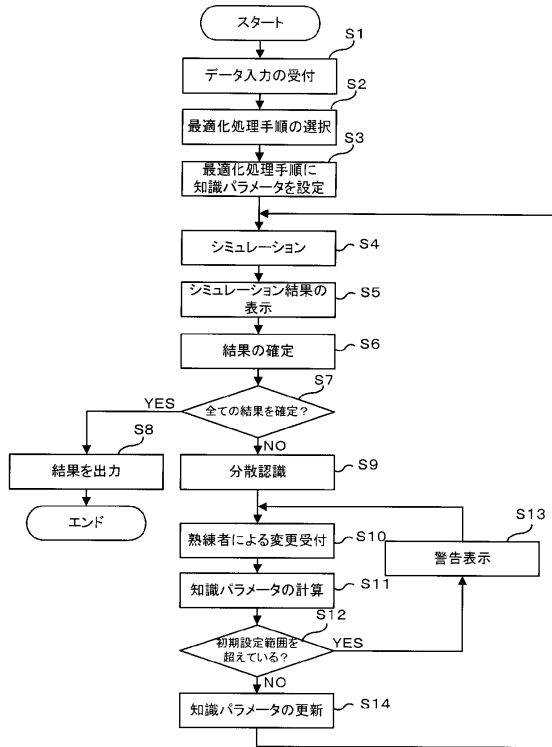 スタート
S1
データ入力の受付
S2
最適化処理手順の選択
S3
最適化処理手順に
知識パラメータを設定
シミュレーション
S4
シミュレーション結果の
表示
S5
結果の確定
S6
S7
全ての結果を確定？
YES
NO
S8
結果を出力
エンド
分散認識
S9
熟練者による変更受付
S10
S13
警告表示
知識パラメータの計算
S11
S12
初期設定範囲を
超えている？
YES
NO
知識パラメータの更新
S14